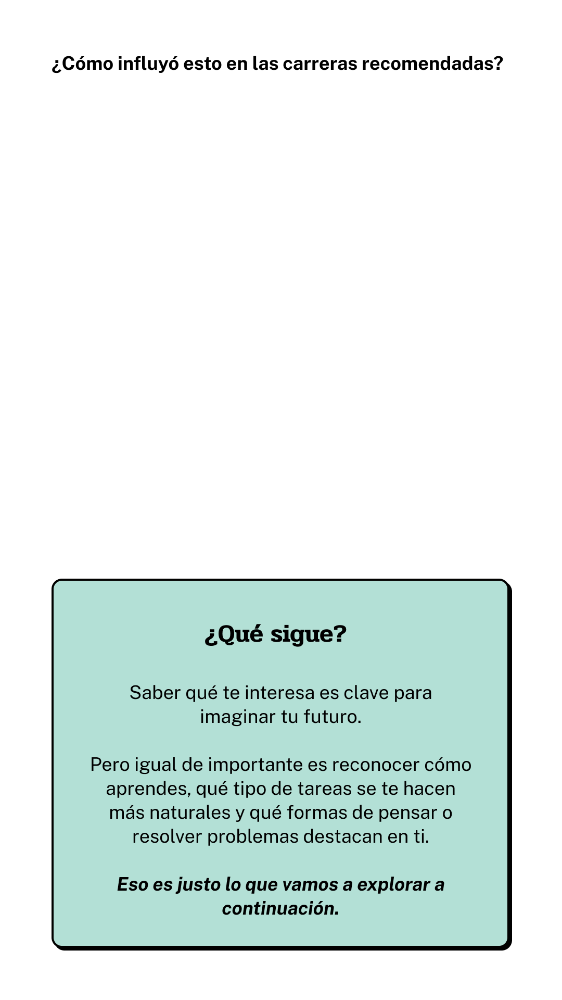 ¿Cómo influyó esto en las carreras recomendadas?
¿Qué sigue?
Saber qué te interesa es clave para
imaginar tu futuro.
Pero igual de importante es reconocer cómo
aprendes, qué tipo de tareas se te hacen
más naturales y qué formas de pensar o
resolver problemas destacan en ti.
Eso es justo lo que vamos a explorar a
continuación.